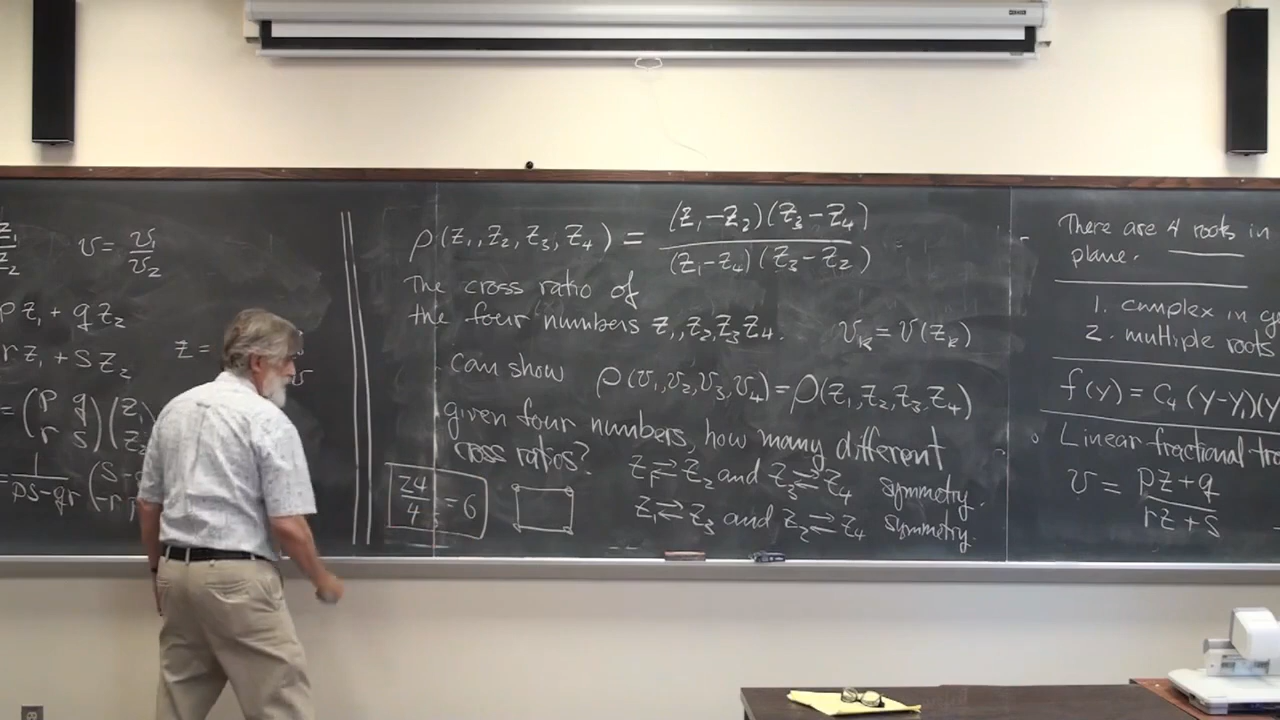 v = v₁/v₂
p z₁ + q z₂
r z₁ + s z₂
z =
= (p q
r s) (z₁
z₂
= 1/(ps-qr) (s -q
-r p
ρ(z₁, z₂, z₃, z₄) = (z₁-z₂)(z₃-z₄) / (z₁-z₄)(z₃-z₂)
The cross ratio of
the four numbers z₁, z₂, z₃ z₄. v_k = v(z_k)
can show ρ(v₁, v₂, v₃, v₄) = ρ(z₁, z₂, z₃, z₄)
given four numbers, how many different
cross ratios?
z₁ ⇄ z₂ and z₃ ⇄ z₄ symmetry.
z₁ ⇄ z₃ and z₂ ⇄ z₄ symmetry.
24/4 = 6
There are 4 roots in
plane.
1. complex in
2. multiple roots
f(y) = C₄ (y-y₁)(y
Linear-fractional tra
v = pz+q / rz+s